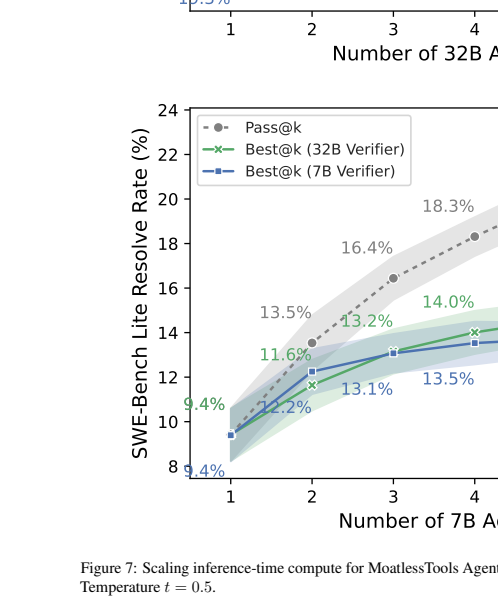 1 2 3 4
Number of 32B A
SWE-Bench Lite Resolve Rate (%)
24
22
20
18
16
14
12
10
8
Pass@k
Best@k (32B Verifier)
Best@k (7B Verifier)
18.3%
16.4%
13.5%
14.0%
13.2%
11.6%
9.4%
12.2%
13.1%
13.5%
9.4%
1 2 3 4
Number of 7B A
Figure 7: Scaling inference-time compute for MoatlessTools Agent
Temperature t = 0.5.